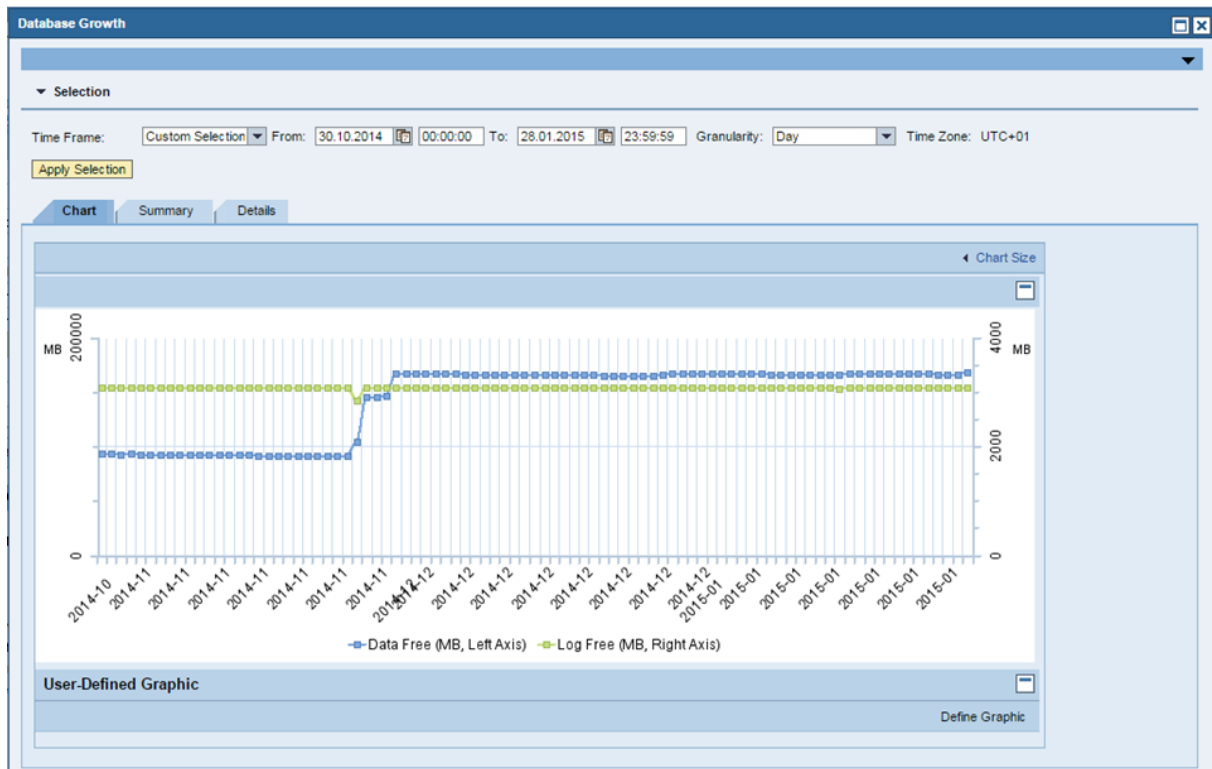 Database Growth
Selection
Time Frame: Custom Selection From: 30.10.2014 00:00:00 To: 28.01.2015 23:59:59 Granularity: Day Time Zone: UTC+01
Apply Selection
Chart Summary Details
Chart Size
MB 200000 4000 MB
2000
0 0
2014-10 2014-11 2014-11 2014-11 2014-11 2014-11 2014-11 2014-11 2014-12 2014-12 2014-12 2014-12 2014-12 2014-12 2014-12 2014-12 2015-01 2015-01 2015-01 2015-01 2015-01 2015-01
Data Free (MB, Left Axis) Log Free (MB, Right Axis)
User-Defined Graphic
Define Graphic